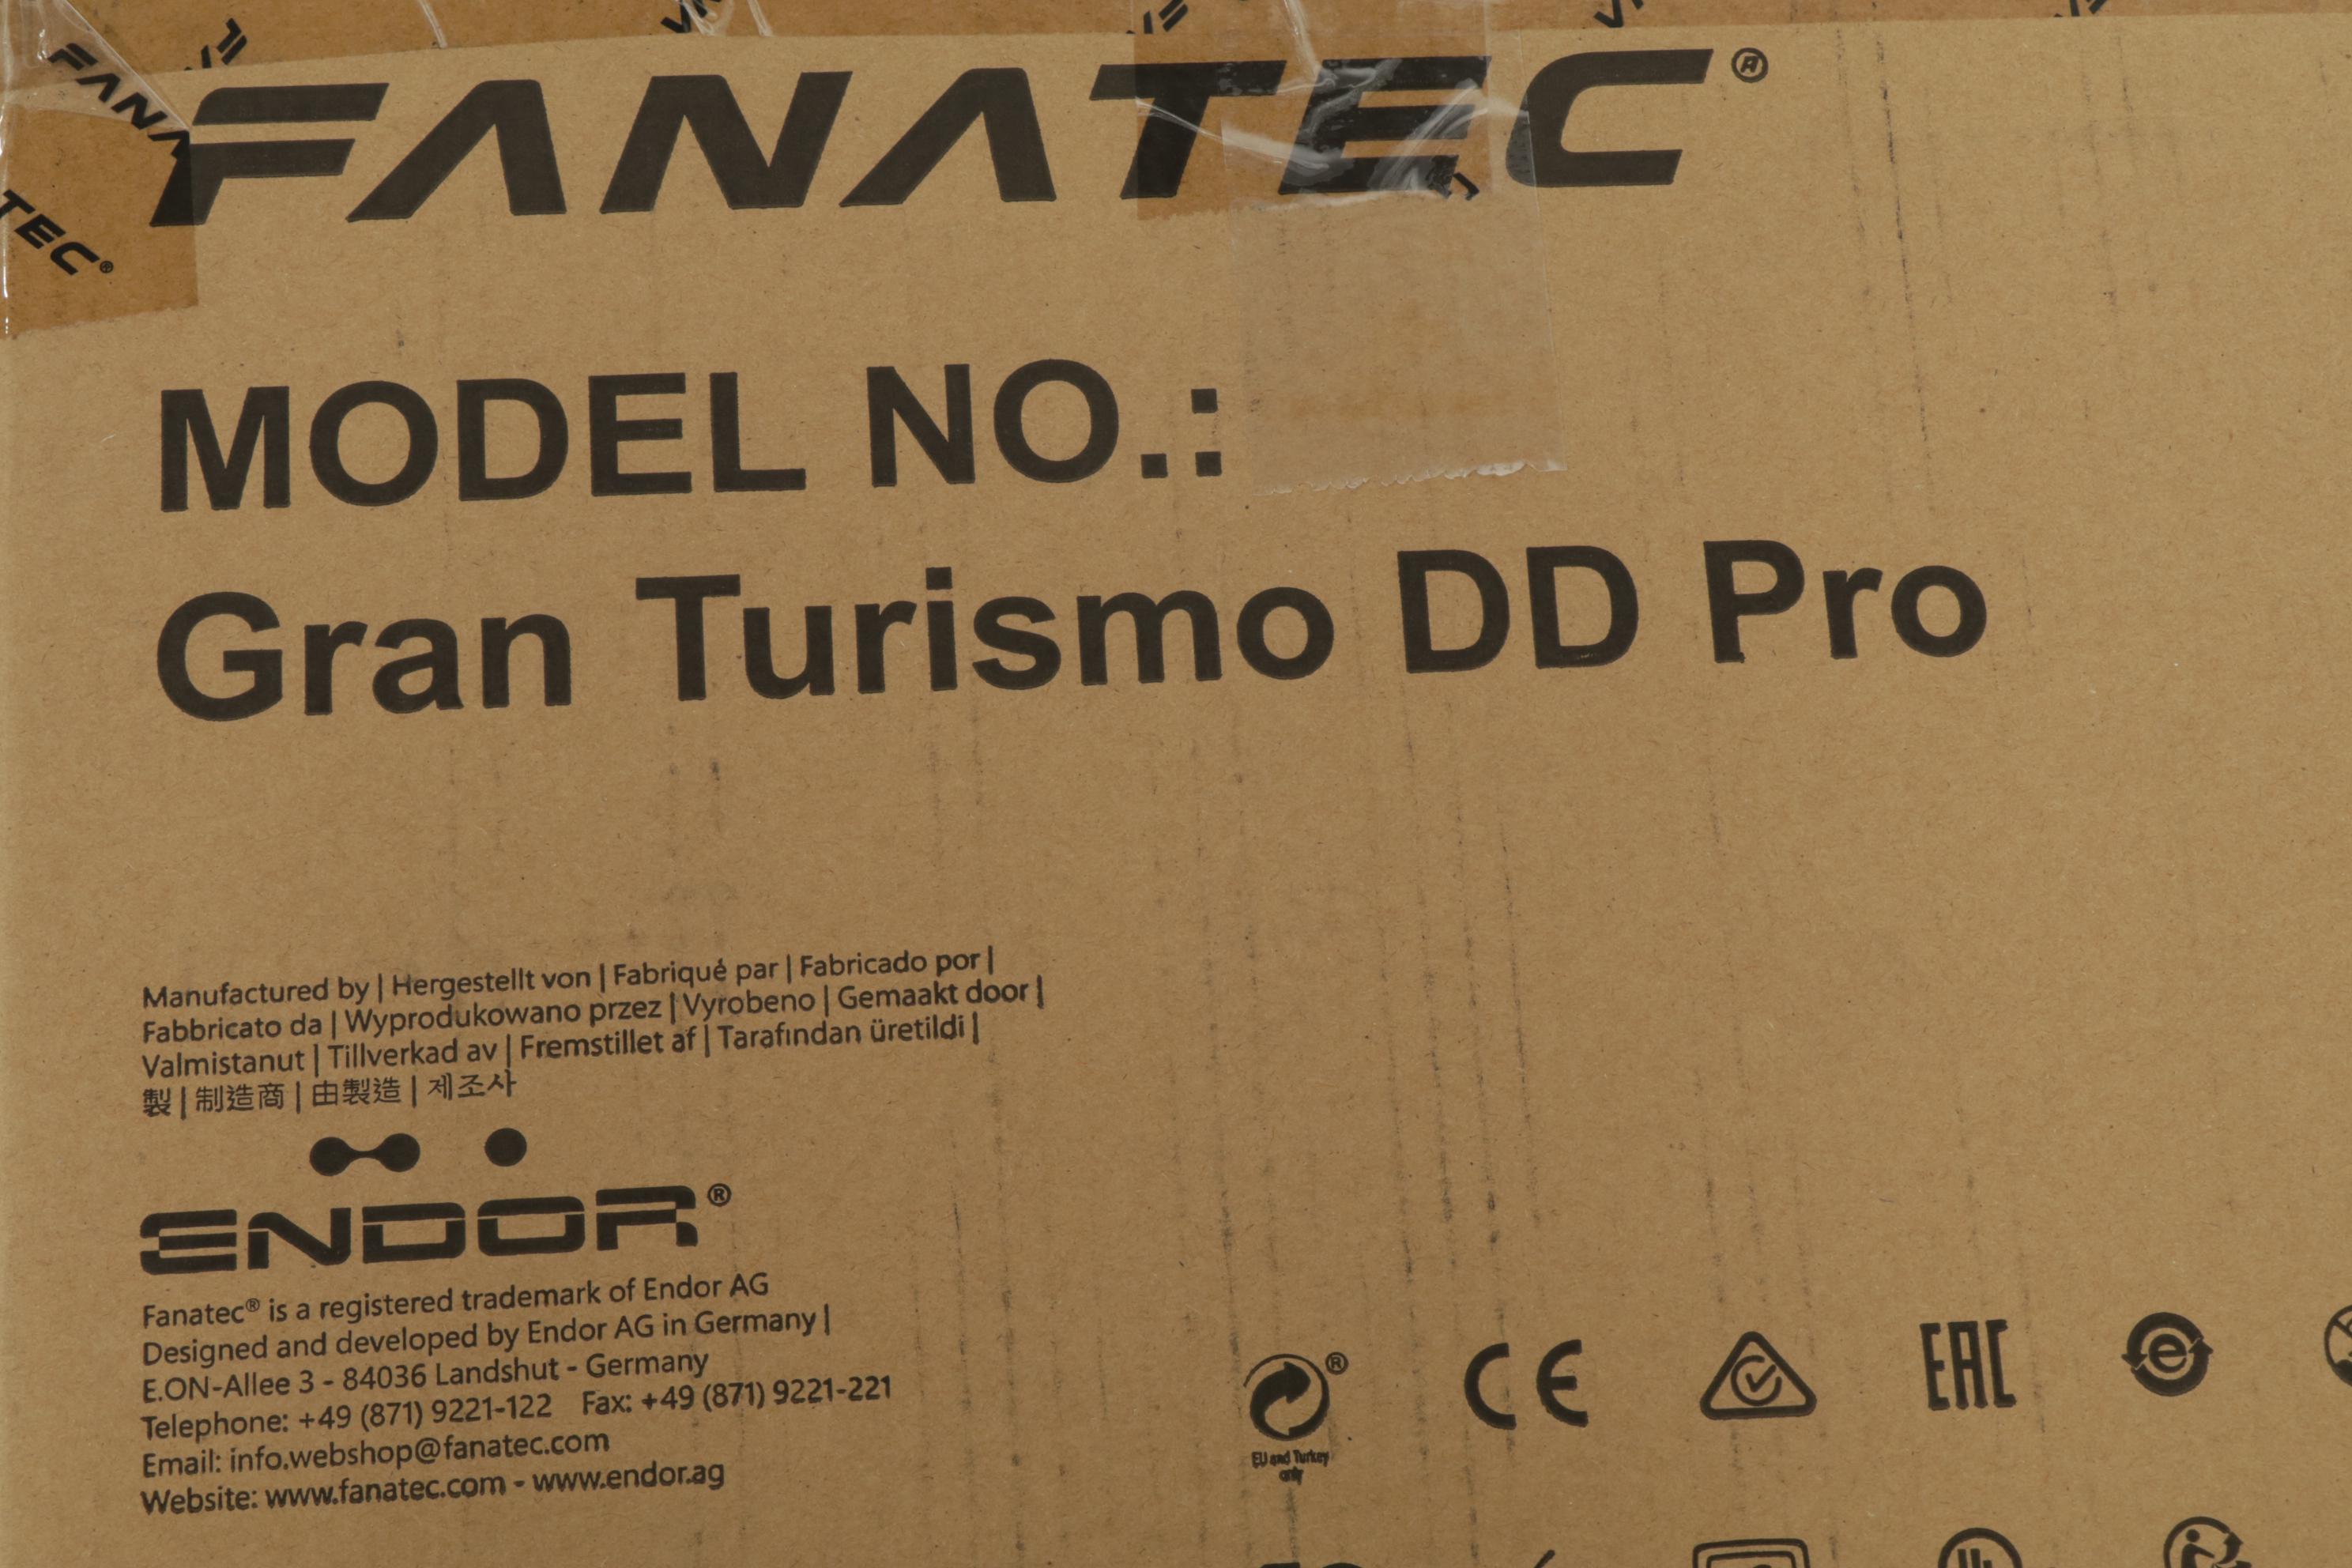 FANATEC®
FANA
TEC®
MODEL NO.:
Gran Turismo DD Pro
Manufactured by | Hergestellt von | Fabriqué par | Fabricado por |
Fabbricato da | Wyprodukowano przez | Vyrobeno | Gemaakt door |
Valmistanut | Tillverkad av | Fremstillet af | Tarafından üretildi |
製 | 制造商 | 由製造 | 제조사
ENDOR®
Fanatec® is a registered trademark of Endor AG
Designed and developed by Endor AG in Germany |
E.ON-Allee 3 - 84036 Landshut - Germany
Telephone: +49 (871) 9221-122 Fax: +49 (871) 9221-221
Email: info.webshop@fanatec.com
Website: www.fanatec.com - www.endor.ag
®
EU and Turkey
only
CE
EAC
e